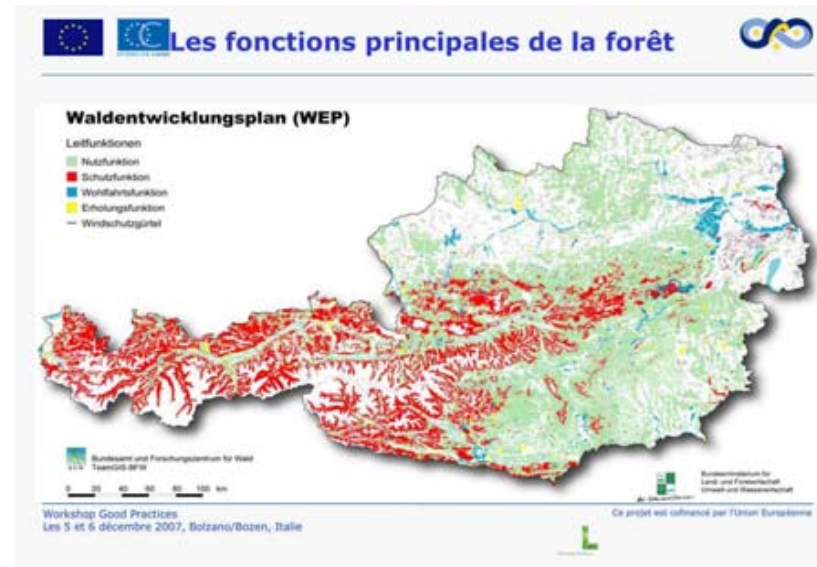 Les fonctions principales de la forêt
Waldentwicklungsplan (WEP)
Leitfunktionen
Nutzfunktion
Schutzfunktion
Wohlfahrtsfunktion
Erholungsfunktion
Windschutzgürtel
Bundesamt und Forschungszentrum für Wald
TeamGIS-BFW
0 20 40 60 80 100 km
Bundesministerium für
Land- und Forstwirtschaft
Umwelt und Wasserwirtschaft
Workshop Good Practices
Les 5 et 6 décembre 2007, Bolzano/Bozen, Italie
Ce projet est cofinancé par l'Union Européenne